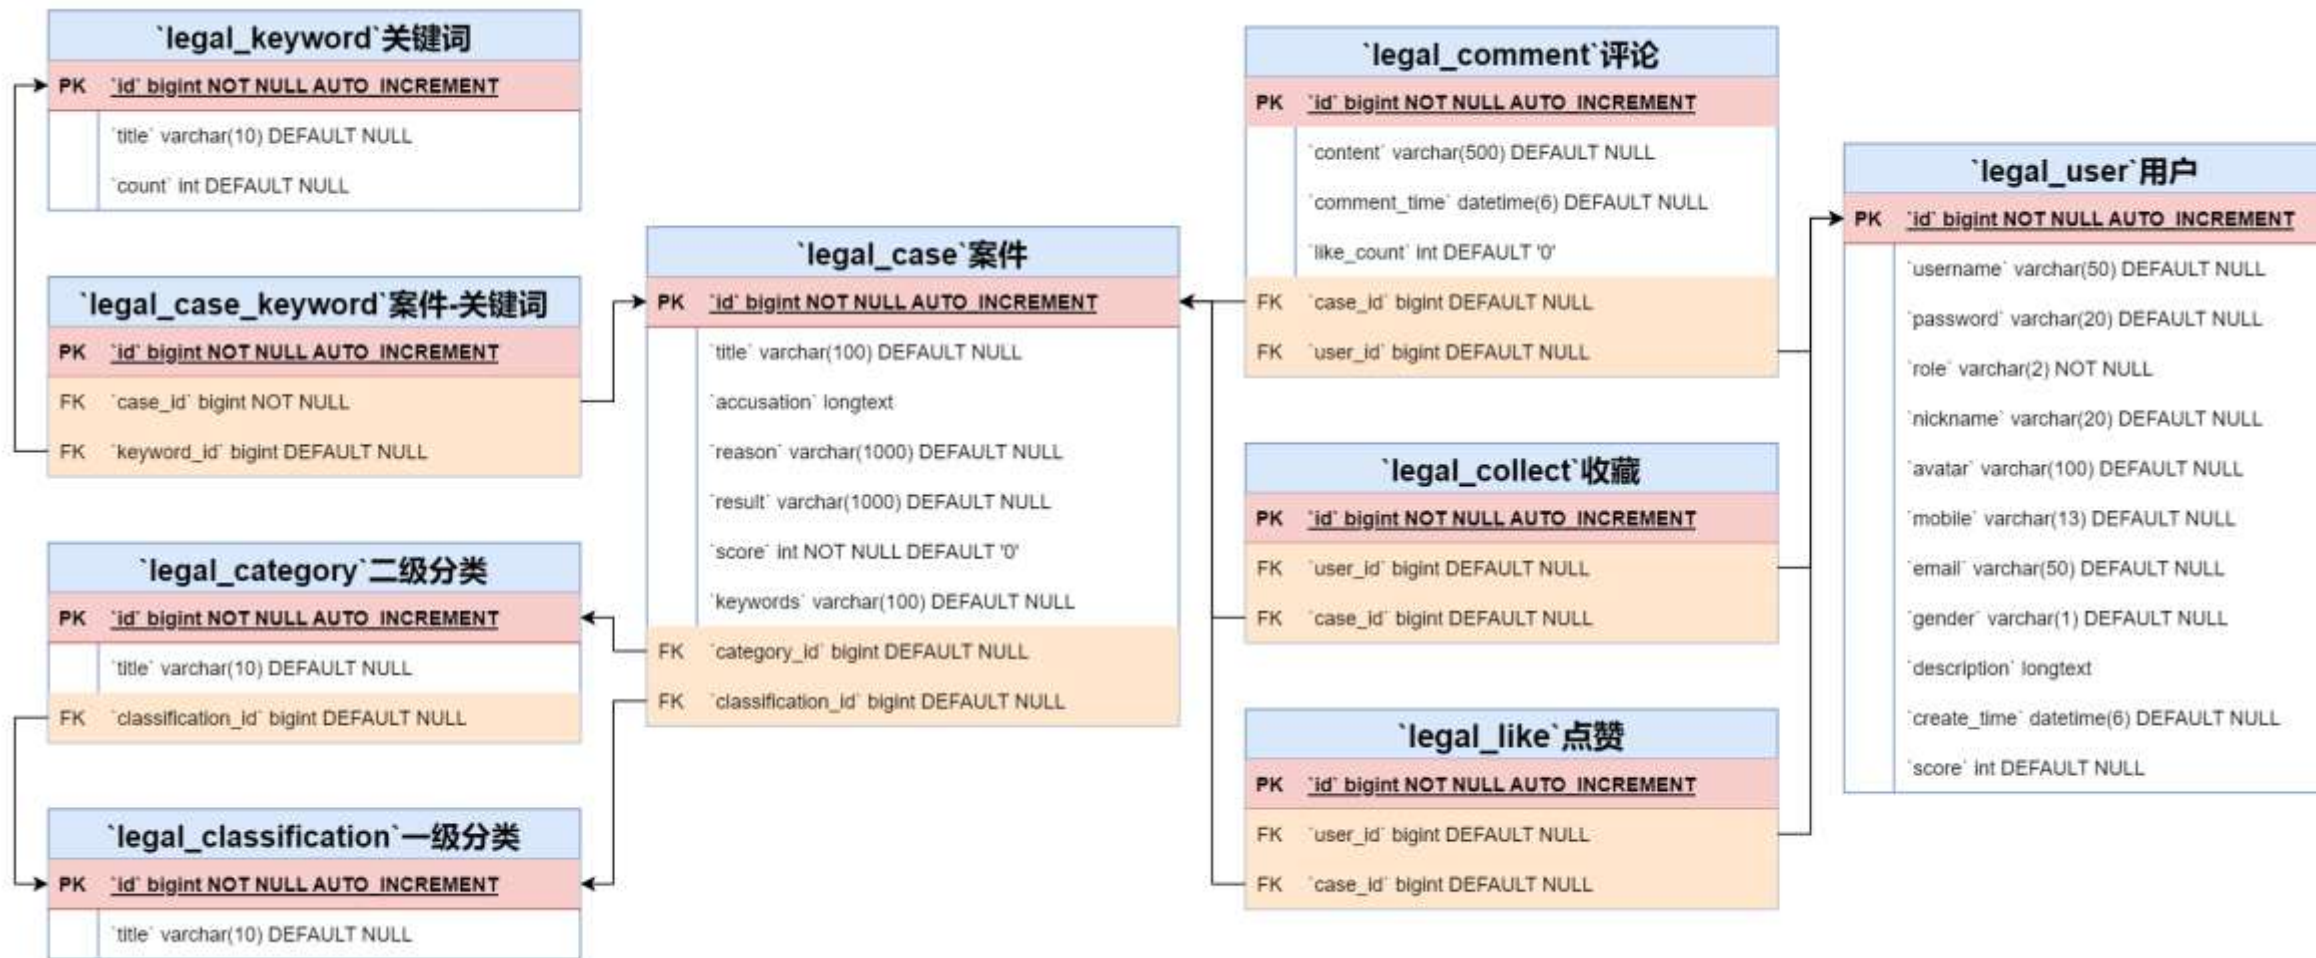 `legal_keyword`关键词
PK `id` bigint NOT NULL AUTO_INCREMENT
`title` varchar(10) DEFAULT NULL
`count` int DEFAULT NULL
`legal_case_keyword`案件-关键词
PK `id` bigint NOT NULL AUTO_INCREMENT
FK `case_id` bigint NOT NULL
FK `keyword_id` bigint DEFAULT NULL
`legal_category`二级分类
PK `id` bigint NOT NULL AUTO_INCREMENT
`title` varchar(10) DEFAULT NULL
FK `classification_id` bigint DEFAULT NULL
`legal_classification`一级分类
PK `id` bigint NOT NULL AUTO_INCREMENT
`title` varchar(10) DEFAULT NULL
`legal_case`案件
PK `id` bigint NOT NULL AUTO_INCREMENT
`title` varchar(100) DEFAULT NULL
`accusation` longtext
`reason` varchar(1000) DEFAULT NULL
`result` varchar(1000) DEFAULT NULL
`score` int NOT NULL DEFAULT '0'
`keywords` varchar(100) DEFAULT NULL
FK `category_id` bigint DEFAULT NULL
FK `classification_id` bigint DEFAULT NULL
`legal_comment`评论
PK `id` bigint NOT NULL AUTO_INCREMENT
`content` varchar(500) DEFAULT NULL
`comment_time` datetime(6) DEFAULT NULL
`like_count` int DEFAULT '0'
FK `case_id` bigint DEFAULT NULL
FK `user_id` bigint DEFAULT NULL
`legal_collect`收藏
PK `id` bigint NOT NULL AUTO_INCREMENT
FK `user_id` bigint DEFAULT NULL
FK `case_id` bigint DEFAULT NULL
`legal_like`点赞
PK `id` bigint NOT NULL AUTO_INCREMENT
FK `user_id` bigint DEFAULT NULL
FK `case_id` bigint DEFAULT NULL
`legal_user`用户
PK `id` bigint NOT NULL AUTO_INCREMENT
`username` varchar(50) DEFAULT NULL
`password` varchar(20) DEFAULT NULL
`role` varchar(2) NOT NULL
`nickname` varchar(20) DEFAULT NULL
`avatar` varchar(100) DEFAULT NULL
`mobile` varchar(13) DEFAULT NULL
`email` varchar(50) DEFAULT NULL
`gender` varchar(1) DEFAULT NULL
`description` longtext
`create_time` datetime(6) DEFAULT NULL
`score` int DEFAULT NULL